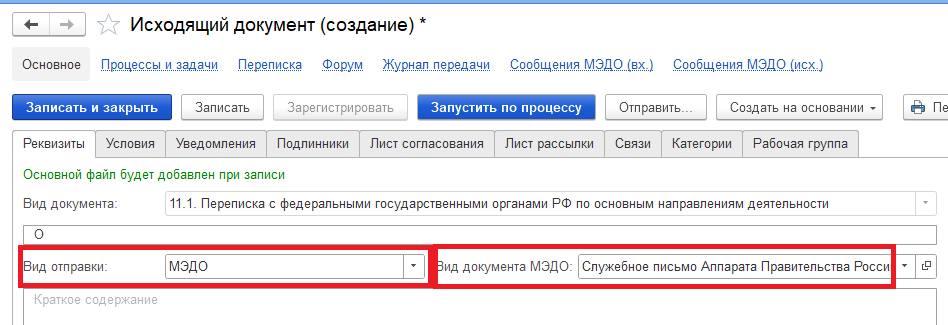 Исходящий документ (создание) *
Основное Процессы и задачи Переписка Форум Журнал передачи Сообщения МЭДО (вх.) Сообщения МЭДО (исх.)
Записать и закрыть Записать Зарегистрировать Запустить по процессу Отправить... Создать на основании Пе
Реквизиты Условия Уведомления Подлинники Лист согласования Лист рассылки Связи Категории Рабочая группа
Основной файл будет добавлен при записи
Вид документа: 11.1. Переписка с федеральными государственными органами РФ по основным направлениям деятельности
О
Вид отправки: МЭДО Вид документа МЭДО: Служебное письмо Аппарата Правительства Росси
Краткое содержание